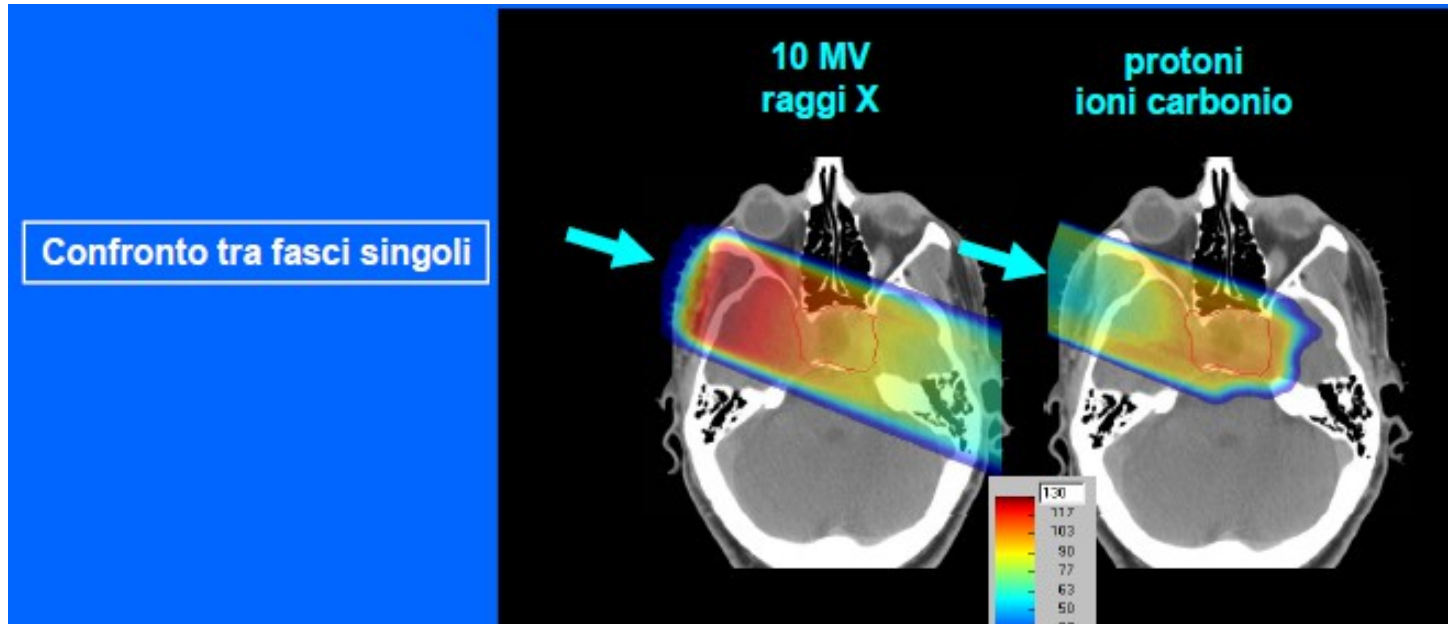 10 MV
raggi X
protoni
ioni carbonio
Confronto tra fasci singoli
130
117
103
90
77
63
50